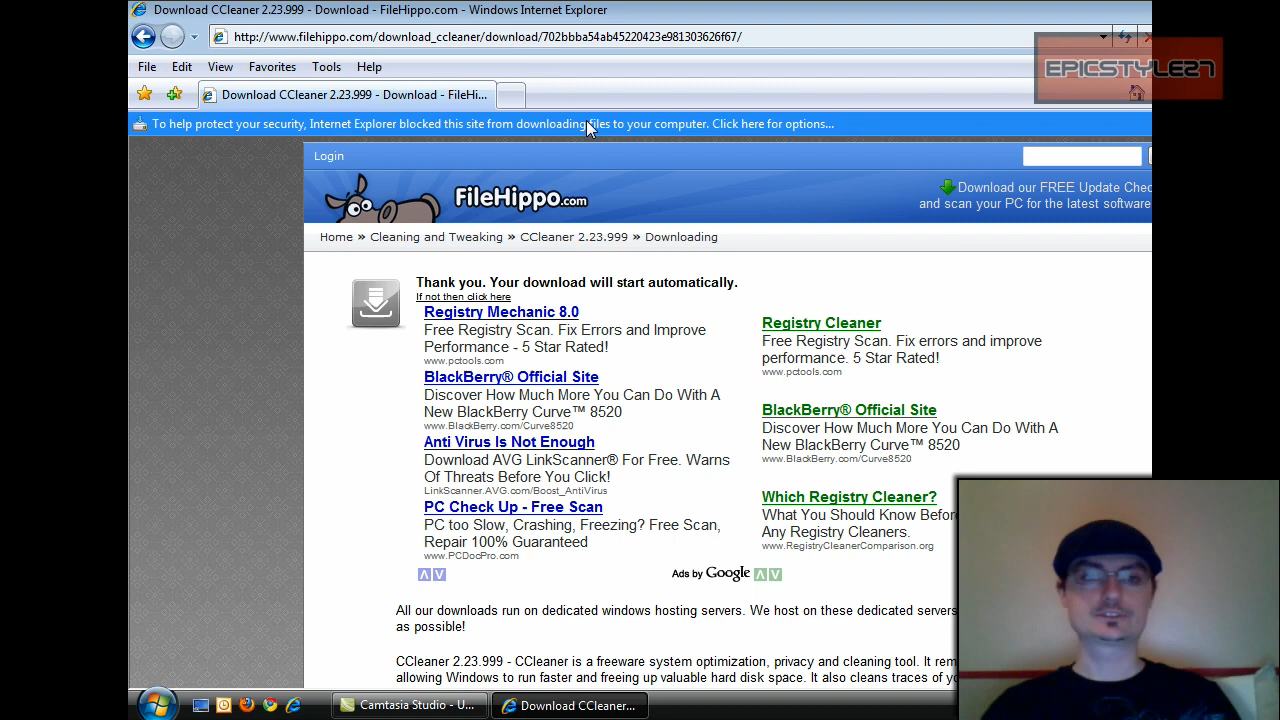 Download CCleaner 2.23.999 - Download - FileHippo.com - Windows Internet Explorer
http://www.filehippo.com/download_ccleaner/download/702bbba54ab45220423e981303626f67/
File Edit View Favorites Tools Help
EPICSTYLE27
Download CCleaner 2.23.999 - Download - FileHi...
To help protect your security, Internet Explorer blocked this site from downloading files to your computer. Click here for options...
Login
FileHippo.com
Download our FREE Update Chec
and scan your PC for the latest software
Home » Cleaning and Tweaking » CCleaner 2.23.999 » Downloading
Thank you. Your download will start automatically.
If not then click here
Registry Mechanic 8.0
Free Registry Scan. Fix Errors and Improve
Performance - 5 Star Rated!
www.pctools.com
BlackBerry® Official Site
Discover How Much More You Can Do With A
New BlackBerry Curve™ 8520
www.BlackBerry.com/Curve8520
Anti Virus Is Not Enough
Download AVG LinkScanner® For Free. Warns
Of Threats Before You Click!
LinkScanner.AVG.com/Boost_AntiVirus
PC Check Up - Free Scan
PC too Slow, Crashing, Freezing? Free Scan,
Repair 100% Guaranteed
www.PCDocPro.com
Registry Cleaner
Free Registry Scan. Fix errors and improve
performance. 5 Star Rated!
www.pctools.com
BlackBerry® Official Site
Discover How Much More You Can Do With A
New BlackBerry Curve™ 8520
www.BlackBerry.com/Curve8520
Which Registry Cleaner?
What You Should Know Before
Any Registry Cleaners.
www.RegistryCleanerComparison.org
Ads by Google
All our downloads run on dedicated windows hosting servers. We host on these dedicated servers
as possible!
CCleaner 2.23.999 - CCleaner is a freeware system optimization, privacy and cleaning tool. It rem
allowing Windows to run faster and freeing up valuable hard disk space. It also cleans traces of yo
Camtasia Studio - U...
Download CCleaner...